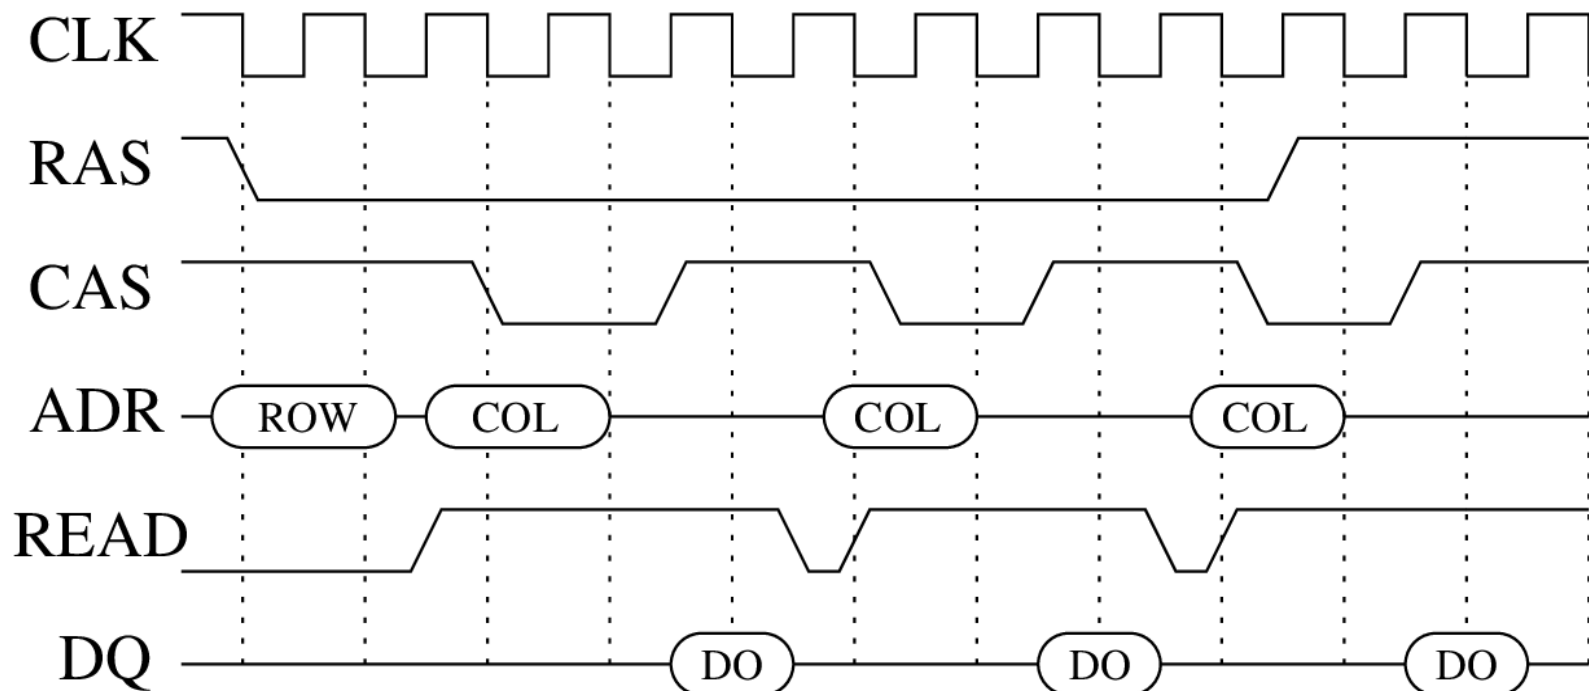 CLK
RAS
CAS
ADR ROW COL COL COL
READ
DQ DO DO DO